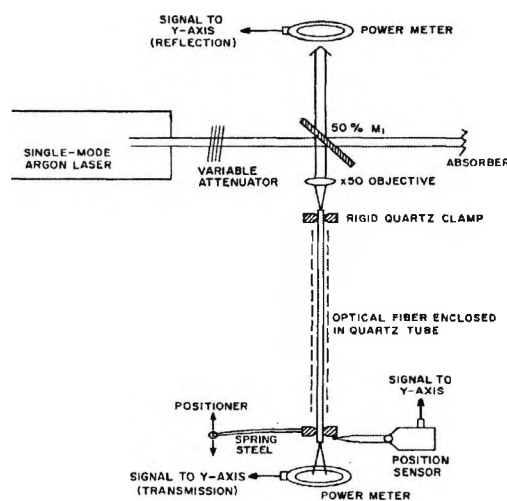 SIGNAL TO
Y-AXIS
(REFLECTION)
POWER METER
50 % M₁
SINGLE-MODE
ARGON LASER
VARIABLE
ATTENUATOR
ABSORBER
x50 OBJECTIVE
RIGID QUARTZ CLAMP
OPTICAL FIBER ENCLOSED
IN QUARTZ TUBE
SIGNAL TO
Y-AXIS
POSITIONER
SPRING
STEEL
POSITION
SENSOR
SIGNAL TO Y-AXIS
(TRANSMISSION)
POWER METER